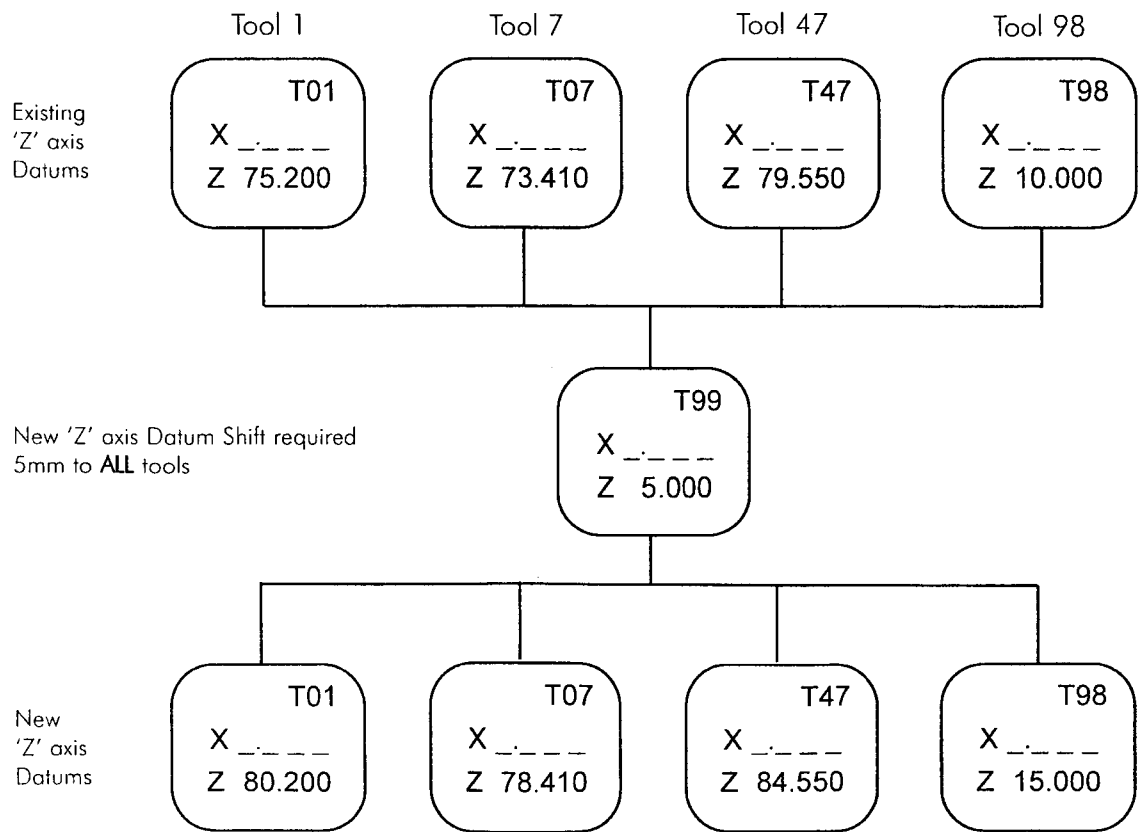 Tool 1 Tool 7 Tool 47 Tool 98
Existing
'Z' axis
Datums
T01
X _._ _ _
Z 75.200
T07
X _._ _ _
Z 73.410
T47
X _._ _ _
Z 79.550
T98
X _._ _ _
Z 10.000
New 'Z' axis Datum Shift required
5mm to ALL tools
T99
X _._ _ _
Z 5.000
New
'Z' axis
Datums
T01
X _._ _ _
Z 80.200
T07
X _._ _ _
Z 78.410
T47
X _._ _ _
Z 84.550
T98
X _._ _ _
Z 15.000